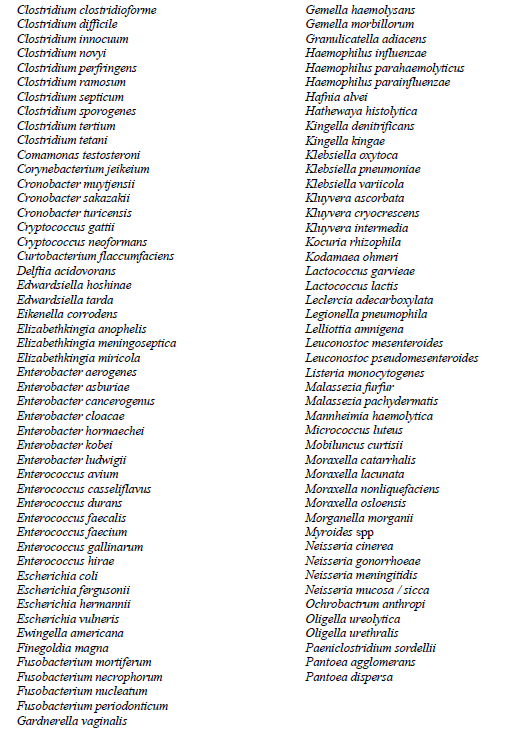 Clostridium clostridioforme
Clostridium difficile
Clostridium innocuum
Clostridium novyi
Clostridium perfringens
Clostridium ramosum
Clostridium septicum
Clostridium sporogenes
Clostridium tertium
Clostridium tetani
Comamonas testosteroni
Corynebacterium jeikeium
Cronobacter muytjensii
Cronobacter sakazakii
Cronobacter turicensis
Cryptococcus gattii
Cryptococcus neoformans
Curtobacterium flaccumfaciens
Delftia acidovorans
Edwardsiella hoshinae
Edwardsiella tarda
Eikenella corrodens
Elizabethkingia anophelis
Elizabethkingia meningoseptica
Elizabethkingia miricola
Enterobacter aerogenes
Enterobacter asburiae
Enterobacter cancerogenus
Enterobacter cloacae
Enterobacter hormaechei
Enterobacter kobei
Enterobacter ludwigii
Enterococcus avium
Enterococcus casseliflavus
Enterococcus durans
Enterococcus faecalis
Enterococcus faecium
Enterococcus gallinarum
Enterococcus hirae
Escherichia coli
Escherichia fergusonii
Escherichia hermannii
Escherichia vulneris
Ewingella americana
Finegoldia magna
Fusobacterium mortiferum
Fusobacterium necrophorum
Fusobacterium nucleatum
Fusobacterium periodonticum
Gardnerella vaginalis
Gemella haemolysans
Gemella morbillorum
Granulicatella adiacens
Haemophilus influenzae
Haemophilus parahaemolyticus
Haemophilus parainfluenzae
Hafnia alvei
Hathewaya histolytica
Kingella denitrificans
Kingella kingae
Klebsiella oxytoca
Klebsiella pneumoniae
Klebsiella variicola
Kluyvera ascorbata
Kluyvera cryocrescens
Kluyvera intermedia
Kocuria rhizophila
Kodamaea ohmeri
Lactococcus garvieae
Lactococcus lactis
Leclercia adecarboxylata
Legionella pneumophila
Lelliottia amnigena
Leuconostoc mesenteroides
Leuconostoc pseudomesenteroides
Listeria monocytogenes
Malassezia furfur
Malassezia pachydermatis
Mannheimia haemolytica
Micrococcus luteus
Mobiluncus curtisii
Moraxella catarrhalis
Moraxella lacunata
Moraxella nonliquefaciens
Moraxella osloensis
Morganella morganii
Myroides spp
Neisseria cinerea
Neisseria gonorrhoeae
Neisseria meningitidis
Neisseria mucosa / sicca
Ochrobactrum anthropi
Oligella ureolytica
Oligella urethralis
Paeniclostridium sordellii
Pantoea agglomerans
Pantoea dispersa